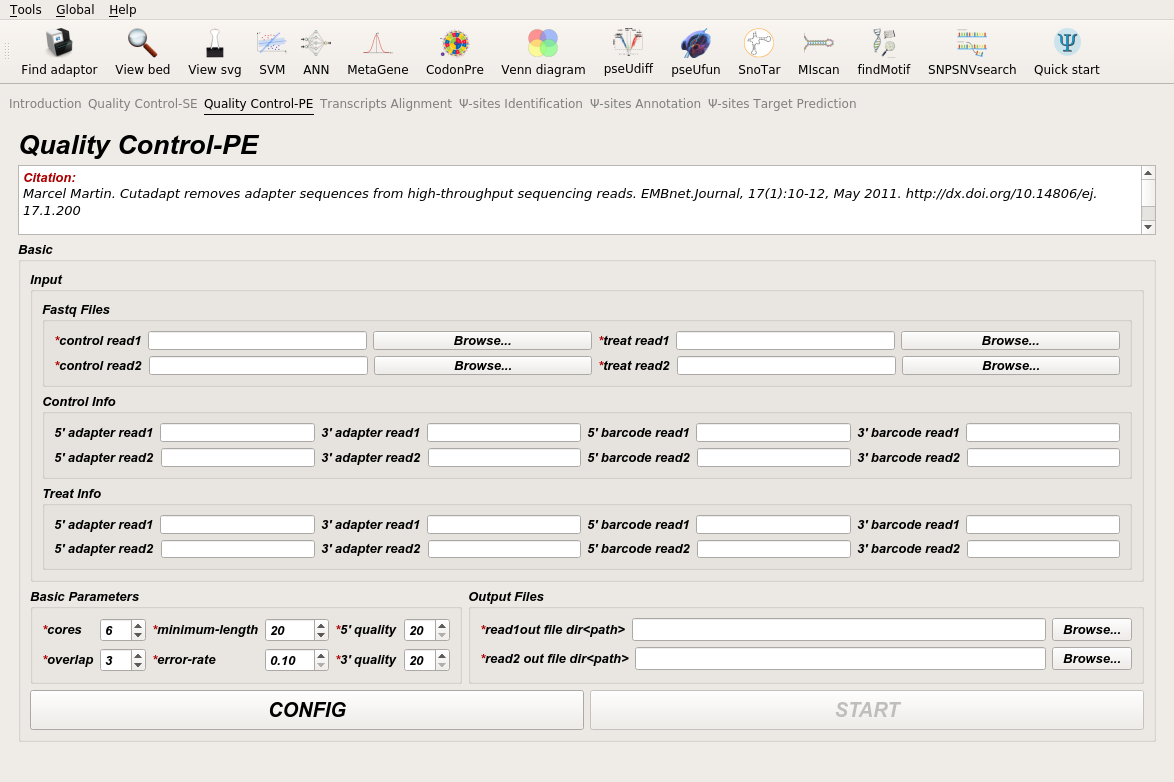 Tools Global Help
Find adaptor View bed View svg SVM ANN MetaGene CodonPre Venn diagram pseUdiff pseUfun SnoTar MIscan findMotif SNPSNVsearch Quick start
Introduction Quality Control-SE Quality Control-PE Transcripts Alignment Ψ-sites Identification Ψ-sites Annotation Ψ-sites Target Prediction
Quality Control-PE
Citation:
Marcel Martin. Cutadapt removes adapter sequences from high-throughput sequencing reads. EMBnet.Journal, 17(1):10-12, May 2011. http://dx.doi.org/10.14806/ej.
17.1.200
Basic
Input
Fastq Files
*control read1 Browse... *treat read1 Browse...
*control read2 Browse... *treat read2 Browse...
Control Info
5' adapter read1 3' adapter read1 5' barcode read1 3' barcode read1
5' adapter read2 3' adapter read2 5' barcode read2 3' barcode read2
Treat Info
5' adapter read1 3' adapter read1 5' barcode read1 3' barcode read1
5' adapter read2 3' adapter read2 5' barcode read2 3' barcode read2
Basic Parameters Output Files
*cores 6 *minimum-length 20 *5' quality 20 *read1out file dir<path> Browse...
*overlap 3 *error-rate 0.10 *3' quality 20 *read2 out file dir<path> Browse...
CONFIG START